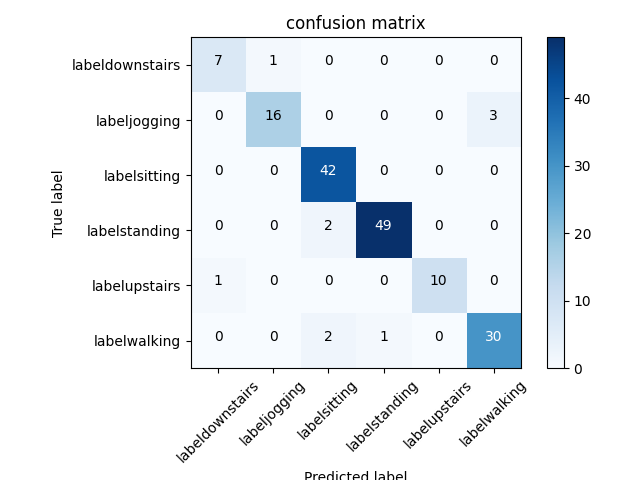 confusion matrix
labeldownstairs 7 1 0 0 0 0
labeljogging 0 16 0 0 0 3
labelsitting 0 0 42 0 0 0
labelstanding 0 0 2 49 0 0
labelupstairs 1 0 0 0 10 0
labelwalking 0 0 2 1 0 30
True label
labeldownstairs labeljogging labelsitting labelstanding labelupstairs labelwalking
Predicted label
40
30
20
10
0